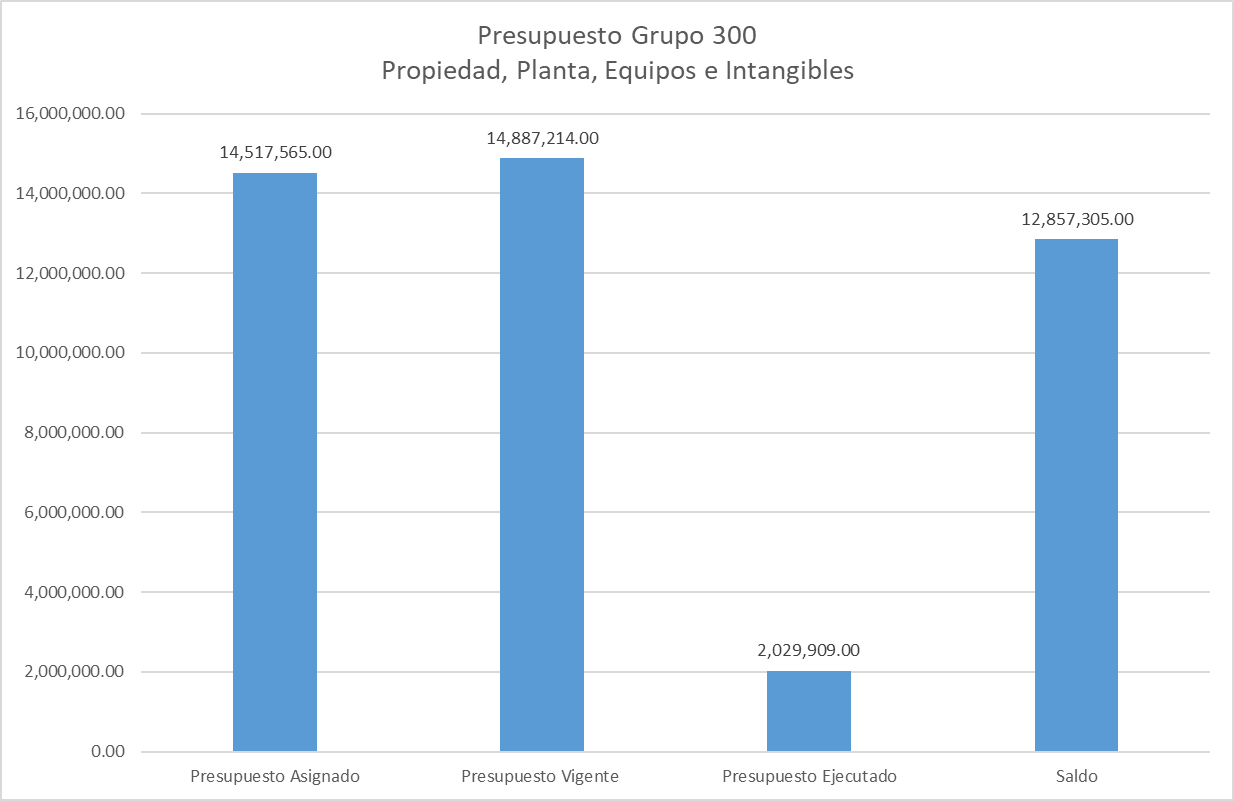 Presupuesto Grupo 300
Propiedad, Planta, Equipos e Intangibles
16,000,000.00
14,887,214.00
14,517,565.00
14,000,000.00
12,857,305.00
12,000,000.00
10,000,000.00
8,000,000.00
6,000,000.00
4,000,000.00
2,029,909.00
2,000,000.00
0.00
Presupuesto Asignado
Presupuesto Vigente
Presupuesto Ejecutado
Saldo